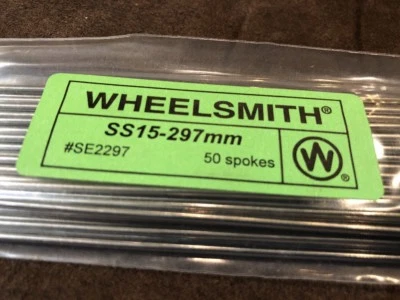 WHEELSMITH®
SS15-297mm
#SE2297 50 spokes
W®